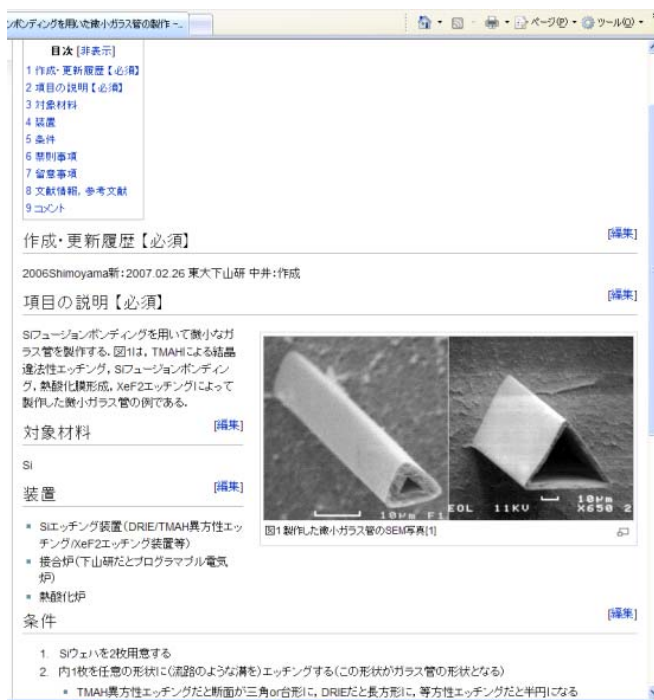 ンボンディングを用いた微小ガラス管の製作 -...
ページ(P)
ツール(O)
目次 [非表示]
1 作成・更新履歴【必須】
2 項目の説明【必須】
3 対象材料
4 装置
5 条件
6 禁則事項
7 留意事項
8 文献情報, 参考文献
9 コメント
作成・更新履歴【必須】 [編集]
2006Shimoyama新:2007.02.26 東大下山研 中井:作成
項目の説明【必須】 [編集]
Siフュージョンボンディングを用いて微小なガ
ラス管を製作する. 図1は, TMAHによる結晶
違法性エッチング, Siフュージョンボンディン
グ, 熱酸化膜形成, XeF2エッチングによって
製作した微小ガラス管の例である.
10μm F1
EOL 11KV 10μm
X650 2
図1 製作した微小ガラス管のSEM写真[1]
対象材料 [編集]
Si
装置 [編集]
Siエッチング装置(DRIE/TMAH異方性エッ
チング/XeF2エッチング装置等)
接合炉(下山研だとプログラマブル電気
炉)
熱酸化炉
条件 [編集]
1. Siウェハを2枚用意する
2. 内1枚を任意の形状に(流路のような溝を)エッチングする(この形状がガラス管の形状となる)
TMAH異方性エッチングだと断面が三角or台形に, DRIEだと長方形に, 等方性エッチングだと半円になる